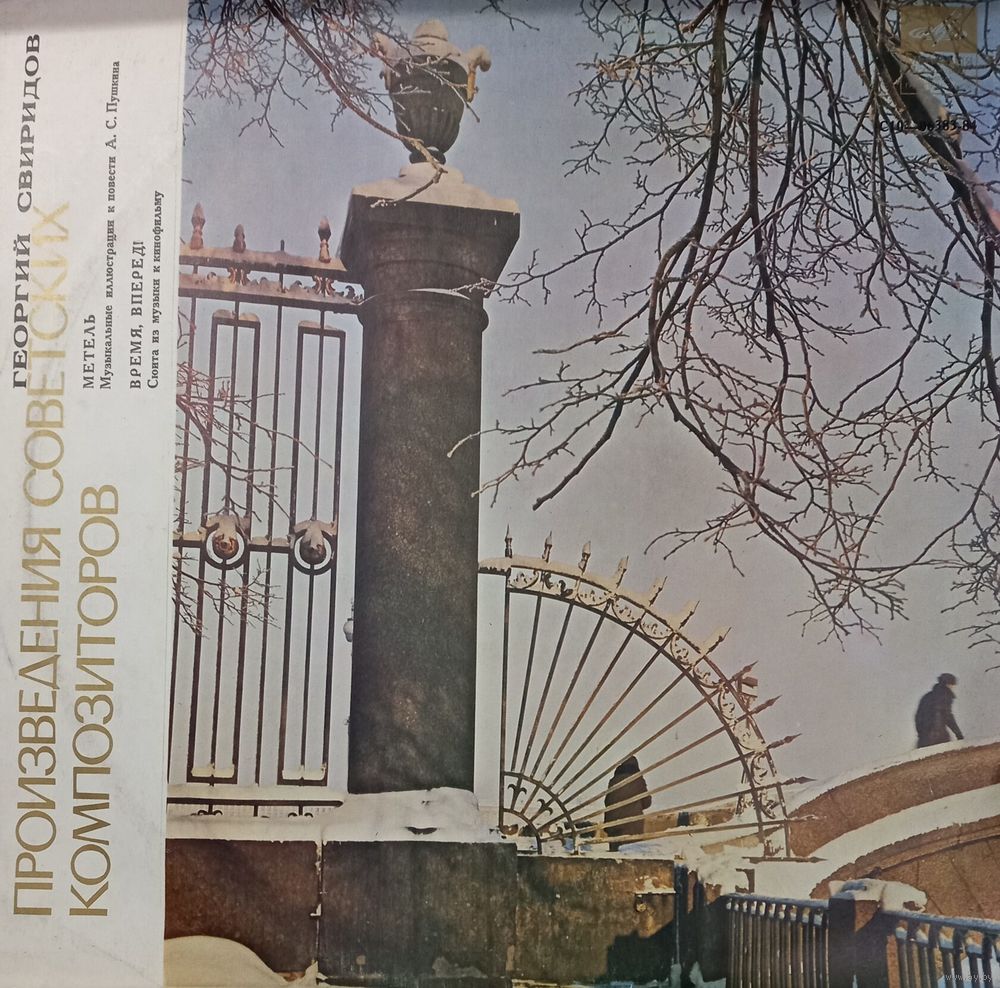 ПРОИЗВЕДЕНИЯ СОВЕТСКИХ
КОМПОЗИТОРОВ
ГЕОРГИЙ СВИРИДОВ
МЕТЕЛЬ
Музыкальные иллюстрации к повести А. С. Пушкина
ВРЕМЯ, ВПЕРЕД!
Сюита из музыки к кинофильму